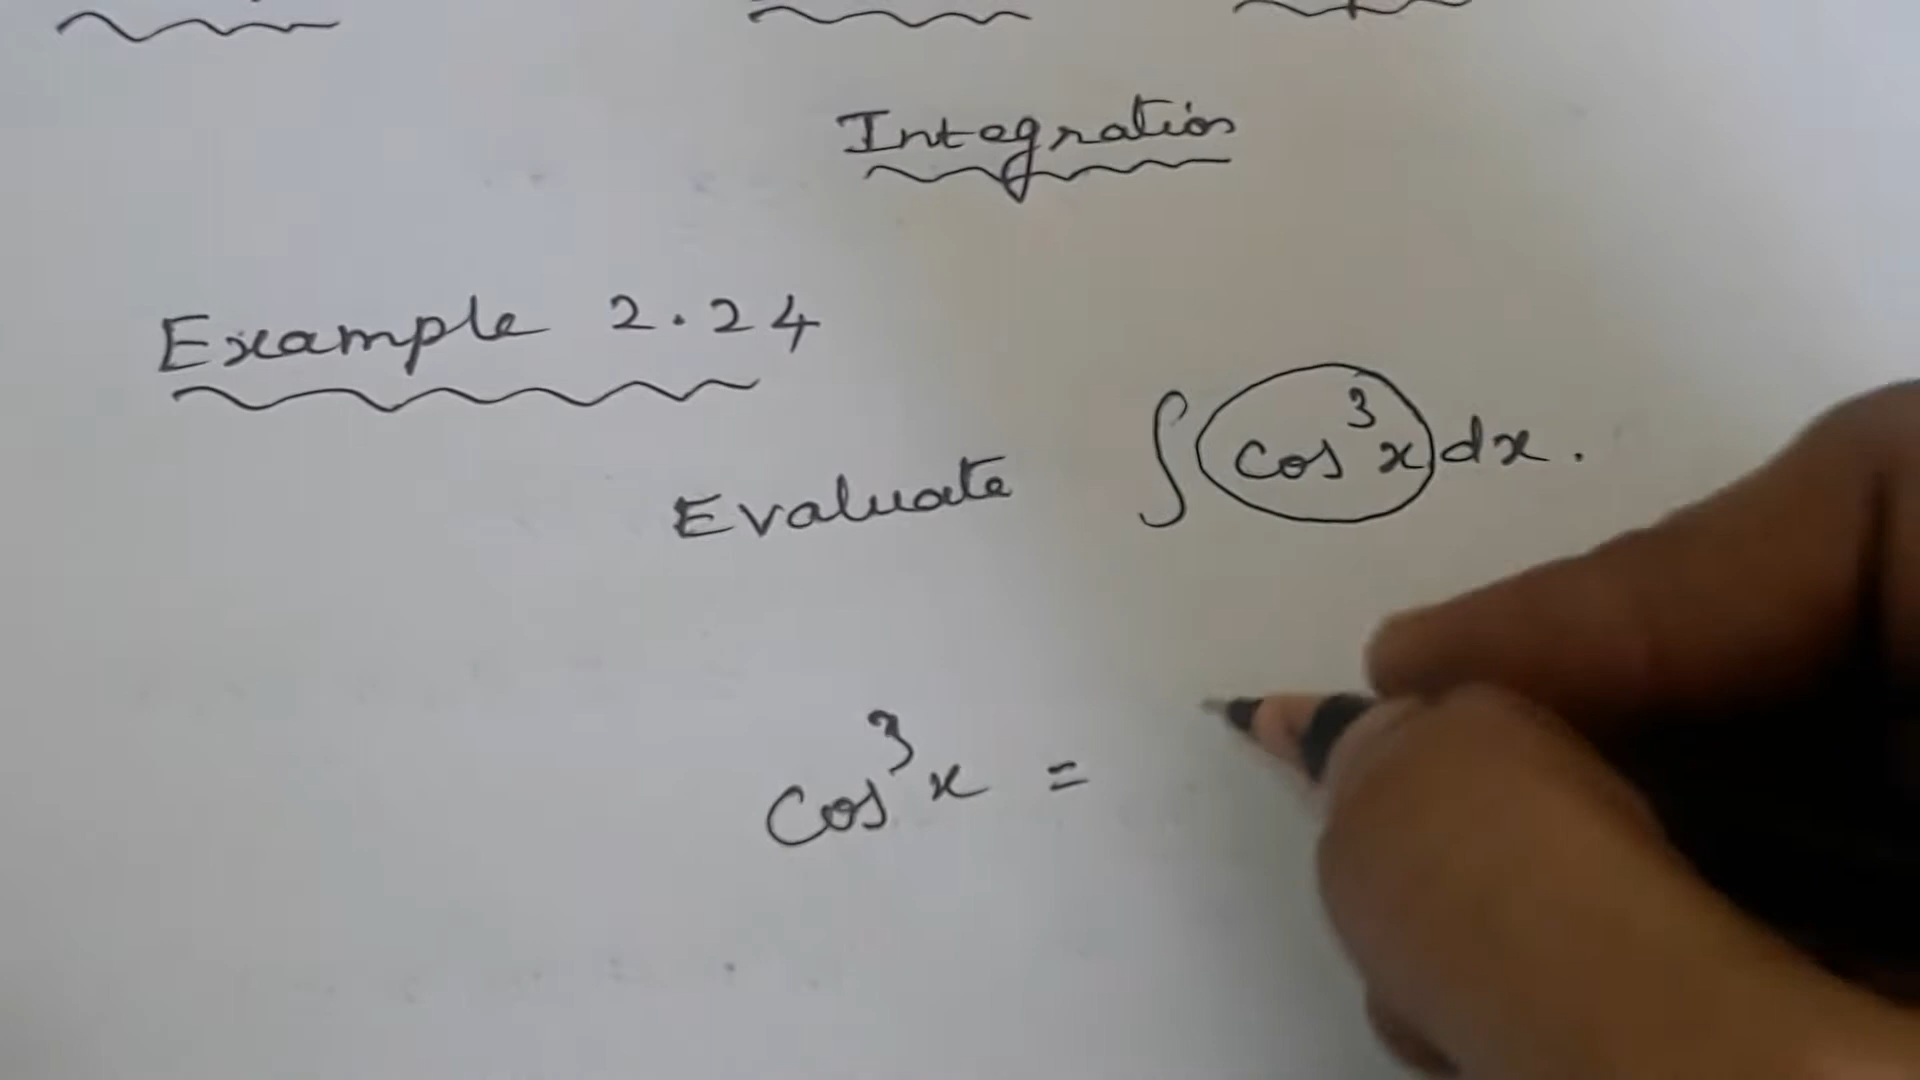 Integration
Example 2.24
Evaluate ∫ cos³x dx.
cos³x =